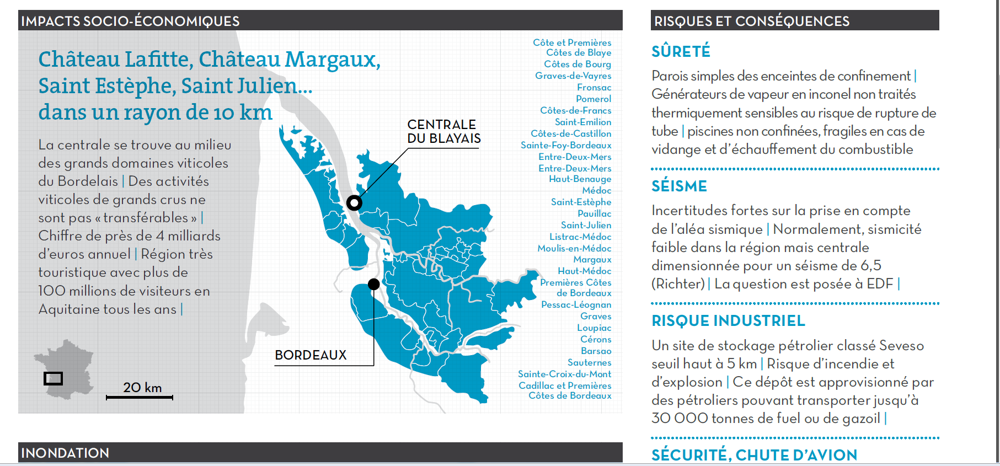 IMPACTS SOCIO-ÉCONOMIQUES
Château Lafitte, Château Margaux,
Saint Estèphe, Saint Julien...
dans un rayon de 10 km
La centrale se trouve au milieu
des grands domaines viticoles
du Bordelais | Des activités
viticoles de grands crus ne
sont pas « transférables » |
Chiffre de près de 4 milliards
d'euros annuel | Région très
touristique avec plus de
100 millions de visiteurs en
Aquitaine tous les ans |
20 km
CENTRALE
DU BLAYAIS
BORDEAUX
Côte et Premières
Côtes de Blaye
Côtes de Bourg
Graves-de-Vayres
Fronsac
Pomerol
Côtes-de-Francs
Saint-Emilion
Côtes-de-Castillon
Sainte-Foy-Bordeaux
Entre-Deux-Mers
Entre-Deux-Mers
Haut-Benauge
Médoc
Saint-Estèphe
Pauillac
Saint-Julien
Listrac-Médoc
Moulis-en-Médoc
Margaux
Haut-Médoc
Premières Côtes
de Bordeaux
Pessac-Léognan
Graves
Loupiac
Cérons
Barsao
Sauternes
Sainte-Croix-du-Mont
Cadillac et Premières
Côtes de Bordeaux
INONDATION
RISQUES ET CONSÉQUENCES
SÛRETÉ
Parois simples des enceintes de confinement |
Générateurs de vapeur en inconel non traités
thermiquement sensibles au risque de rupture de
tube | piscines non confinées, fragiles en cas de
vidange et d'échauffement du combustible
SÉISME
Incertitudes fortes sur la prise en compte
de l'aléa sismique | Normalement, sismicité
faible dans la région mais centrale
dimensionnée pour un séisme de 6,5
(Richter) | La question est posée à EDF |
RISQUE INDUSTRIEL
Un site de stockage pétrolier classé Seveso
seuil haut à 5 km | Risque d'incendie et
d'explosion | Ce dépôt est approvisionné par
des pétroliers pouvant transporter jusqu'à
30 000 tonnes de fuel ou de gazoil |
SÉCURITÉ, CHUTE D'AVION